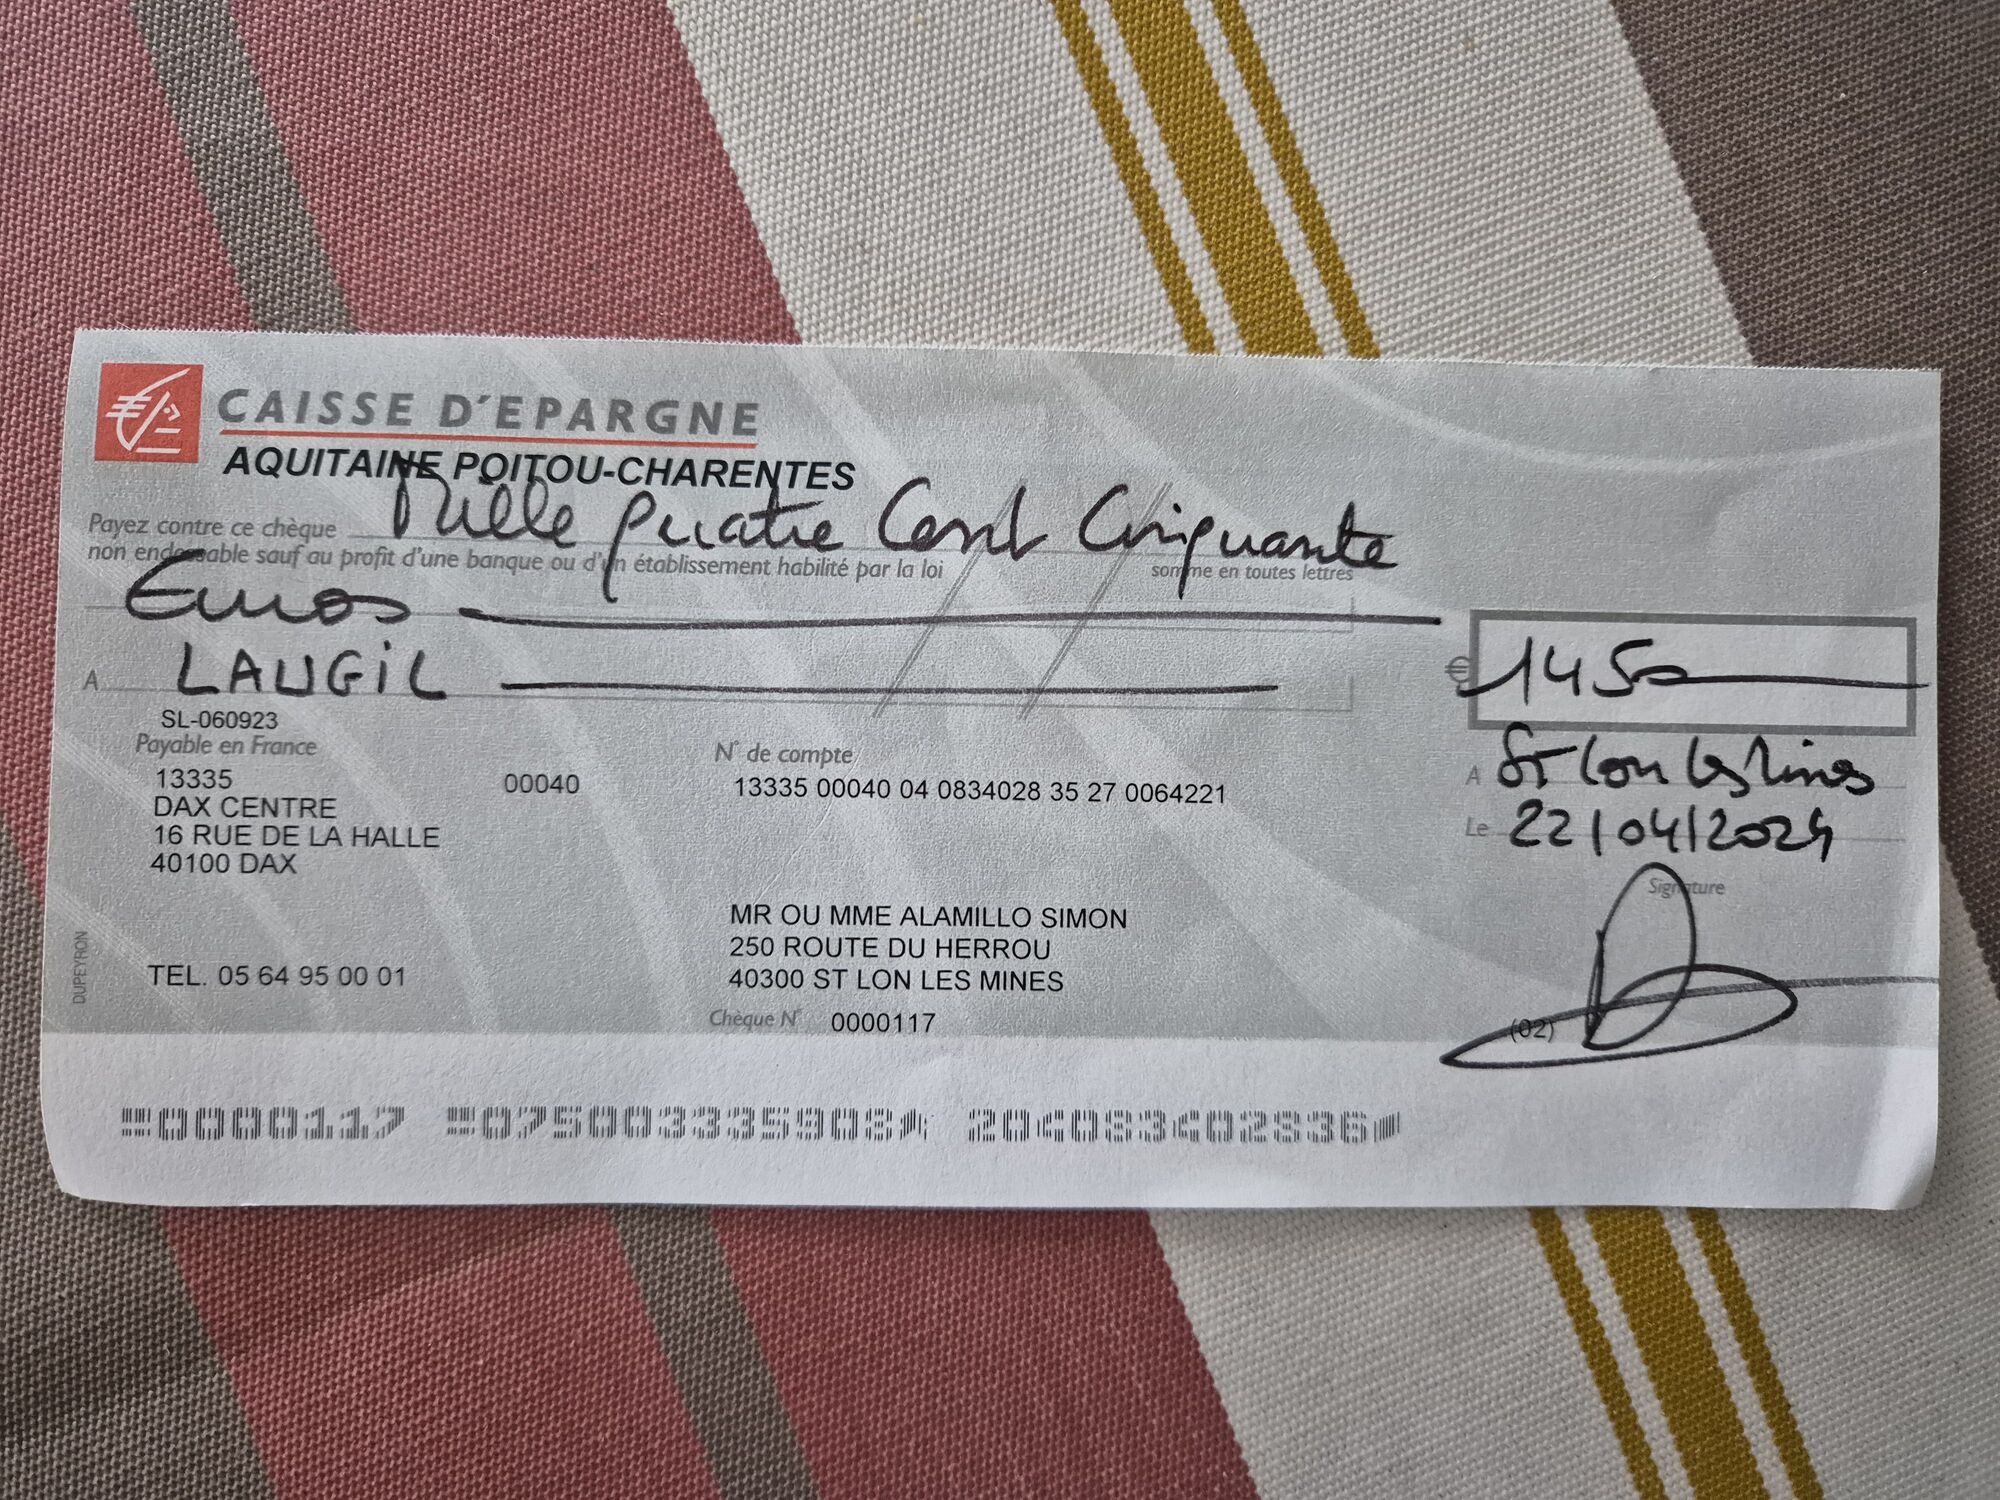 CAISSE D'EPARGNE
AQUITAINE POITOU-CHARENTES
Payez contre ce chèque Mille quatre Cent Cinquante
non endossable sauf au profit d'une banque ou d'un établissement habilité par la loi somme en toutes lettres
Euros
A LAUGIL
€ 1450
SL-060923
Payable en France
13335 00040
DAX CENTRE
16 RUE DE LA HALLE
40100 DAX
TEL. 05 64 95 00 01
DUPEYRON
N° de compte
13335 00040 04 0834028 35 27 0064221
MR OU MME ALAMILLO SIMON
250 ROUTE DU HERROU
40300 ST LON LES MINES
Chèque N° 0000117
A St Lon Les Mines
Le 22/04/2024
Signature
(02)
0000117 075003335908 204083402836